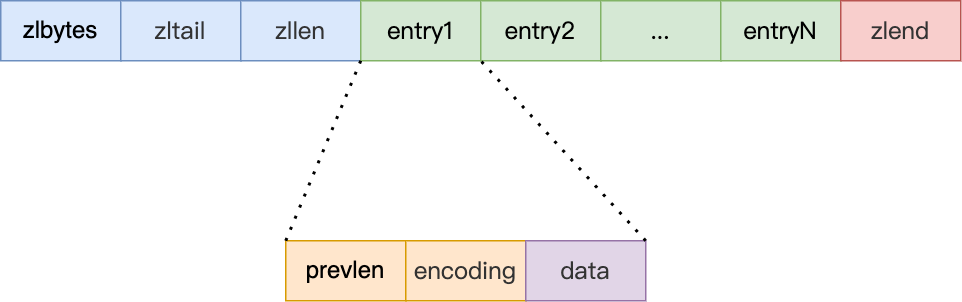 zlbytes zltail zllen entry1 entry2 ... entryN zlend
prevlen encoding data